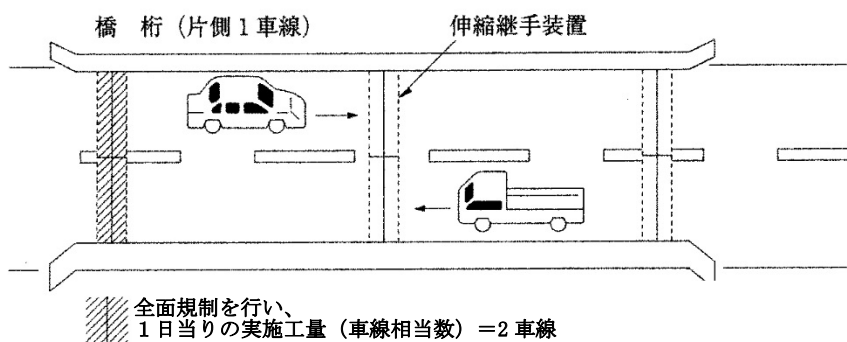 橋 桁（片側１車線）
伸縮継手装置
全面規制を行い、
１日当りの実施工量（車線相当数）＝2 車線